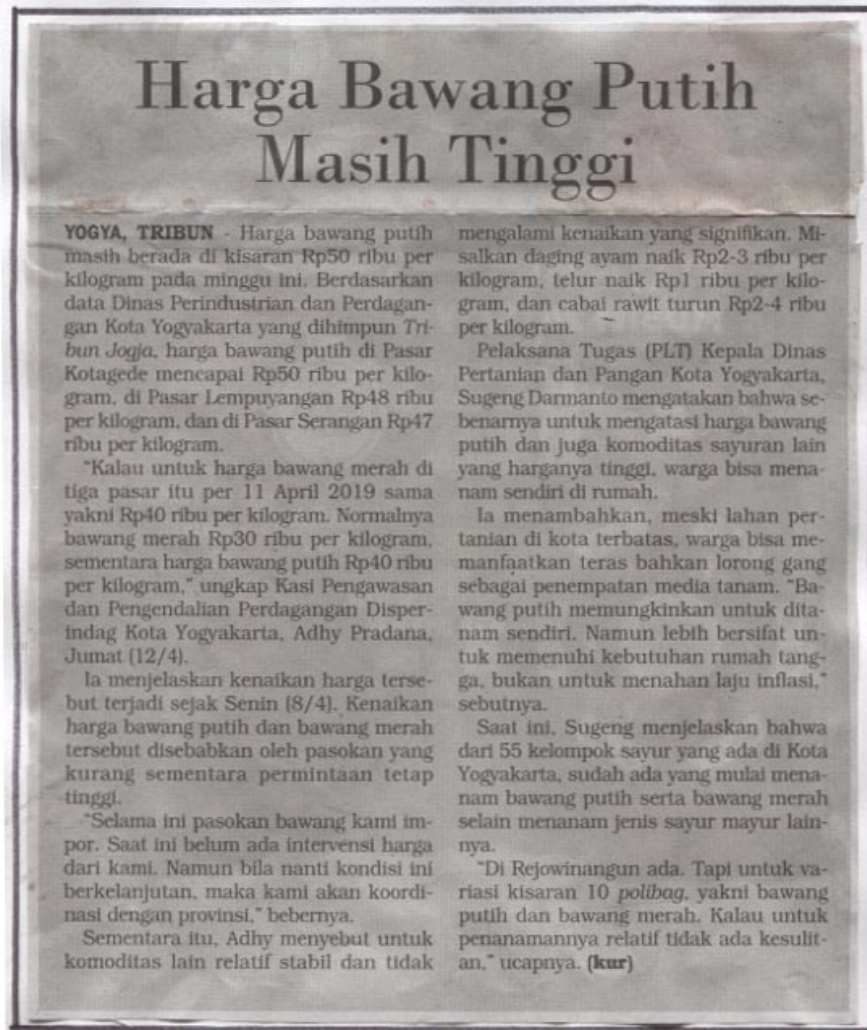 Harga Bawang Putih
Masih Tinggi
YOGYA, TRIBUN - Harga bawang putih
masih berada di kisaran Rp50 ribu per
kilogram pada minggu ini. Berdasarkan
data Dinas Perindustrian dan Perdagan-
gan Kota Yogyakarta yang dihimpun Tri-
bun Jogja, harga bawang putih di Pasar
Kotagede mencapai Rp50 ribu per kilo-
gram, di Pasar Lempuyangan Rp48 ribu
per kilogram, dan di Pasar Serangan Rp47
ribu per kilogram.
"Kalau untuk harga bawang merah di
tiga pasar itu per 11 April 2019 sama
yakni Rp40 ribu per kilogram. Normalnya
bawang merah Rp30 ribu per kilogram,
sementara harga bawang putih Rp40 ribu
per kilogram," ungkap Kasi Pengawasan
dan Pengendalian Perdagangan Disper-
indag Kota Yogyakarta, Adhy Pradana,
Jumat (12/4).
Ia menjelaskan kenaikan harga terse-
but terjadi sejak Senin (8/4). Kenaikan
harga bawang putih dan bawang merah
tersebut disebabkan oleh pasokan yang
kurang sementara permintaan tetap
tinggi.
"Selama ini pasokan bawang kami im-
por. Saat ini belum ada intervensi harga
dari kami. Namun bila nanti kondisi ini
berkelanjutan, maka kami akan koordi-
nasi dengan provinsi," bebernya.
Sementara itu, Adhy menyebut untuk
komoditas lain relatif stabil dan tidak
mengalami kenaikan yang signifikan. Mi-
salkan daging ayam naik Rp2-3 ribu per
kilogram, telur naik Rp1 ribu per kilo-
gram, dan cabai rawit turun Rp2-4 ribu
per kilogram.
Pelaksana Tugas (PLT) Kepala Dinas
Pertanian dan Pangan Kota Yogyakarta,
Sugeng Darmanto mengatakan bahwa se-
benarnya untuk mengatasi harga bawang
putih dan juga komoditas sayuran lain
yang harganya tinggi, warga bisa mena-
nam sendiri di rumah.
Ia menambahkan, meski lahan per-
tanian di kota terbatas, warga bisa me-
manfaatkan teras bahkan lorong gang
sebagai penempatan media tanam. "Ba-
wang putih memungkinkan untuk dita-
nam sendiri. Namun lebih bersifat un-
tuk memenuhi kebutuhan rumah tang-
ga, bukan untuk menahan laju inflasi,"
sebutnya.
Saat ini, Sugeng menjelaskan bahwa
dari 55 kelompok sayur yang ada di Kota
Yogyakarta, sudah ada yang mulai mena-
nam bawang putih serta bawang merah
selain menanam jenis sayur mayur lain-
nya.
"Di Rejowinangun ada. Tapi untuk va-
riasi kisaran 10 polibag, yakni bawang
putih dan bawang merah. Kalau untuk
penanamannya relatif tidak ada kesulit-
an," ucapnya. (kur)